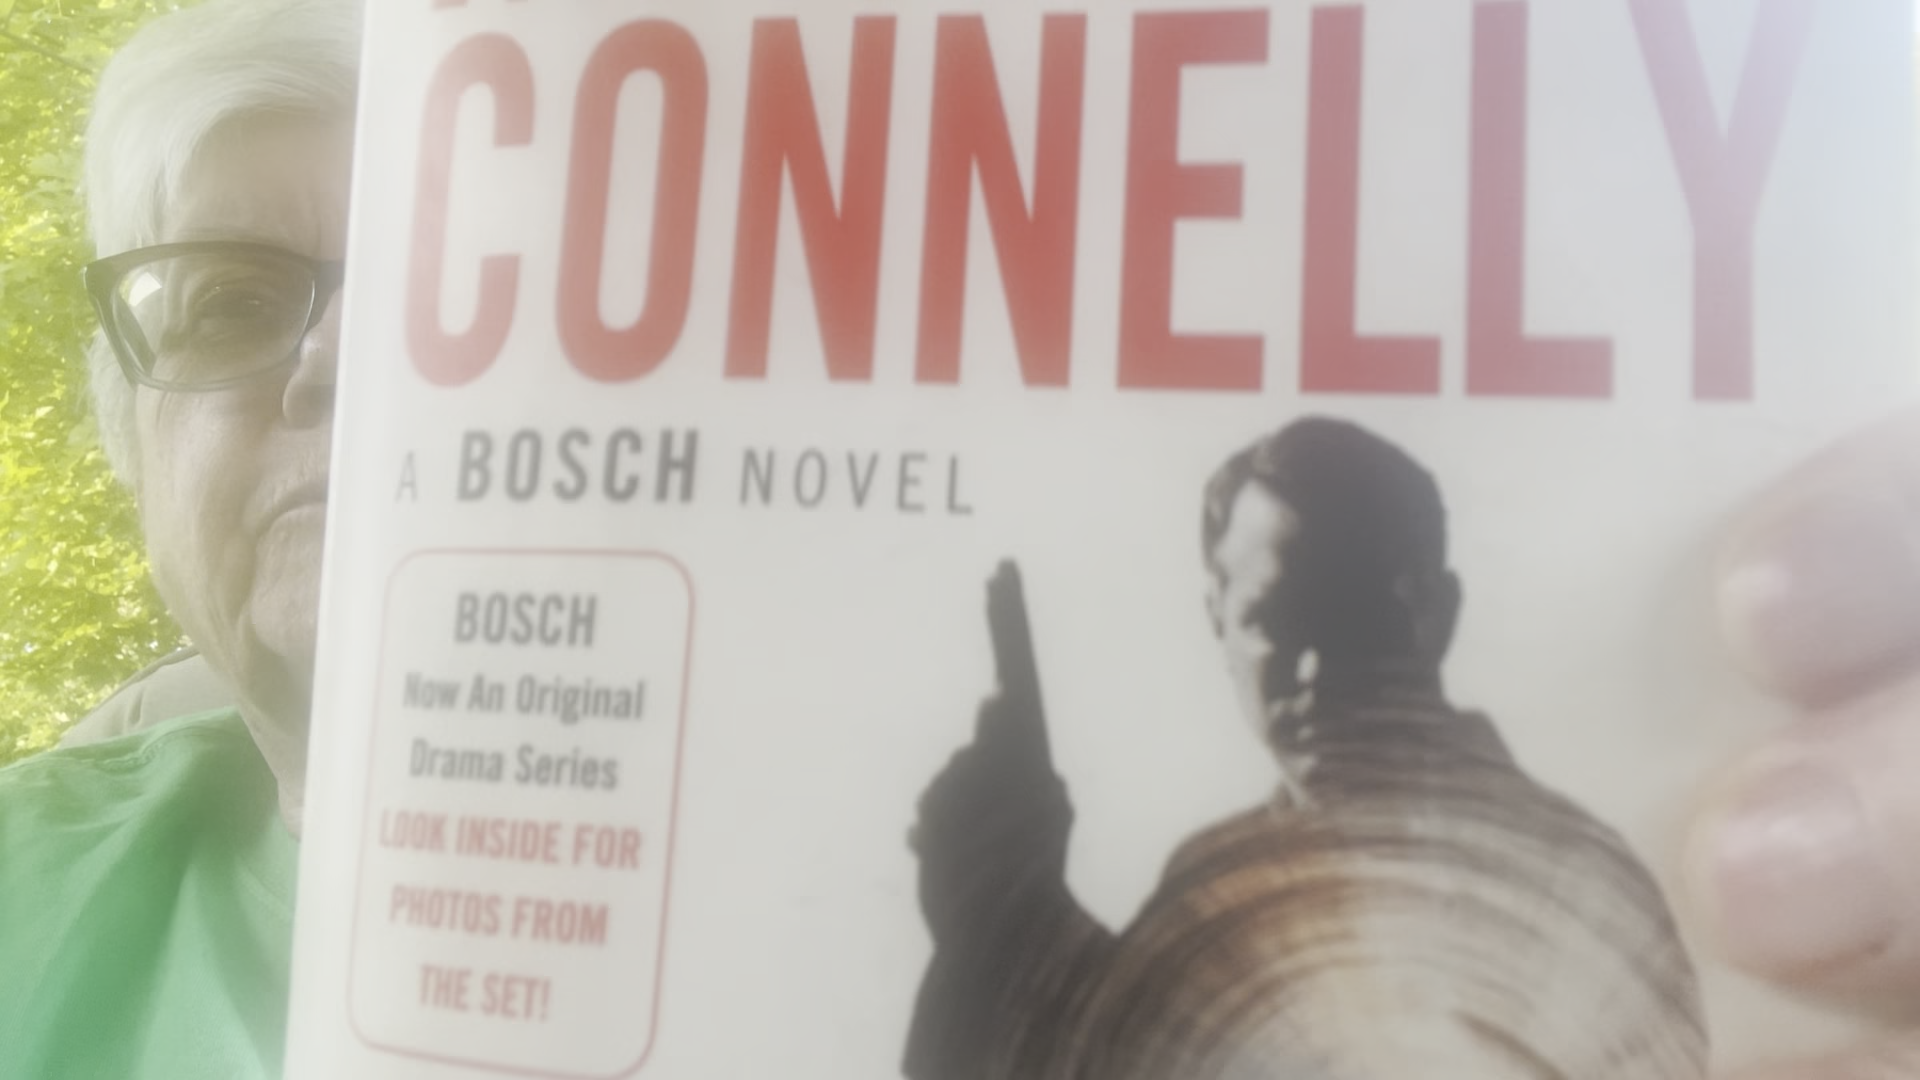 CONNELLY
A BOSCH NOVEL
BOSCH
Now An Original
Drama Series
LOOK INSIDE FOR
PHOTOS FROM
THE SET!